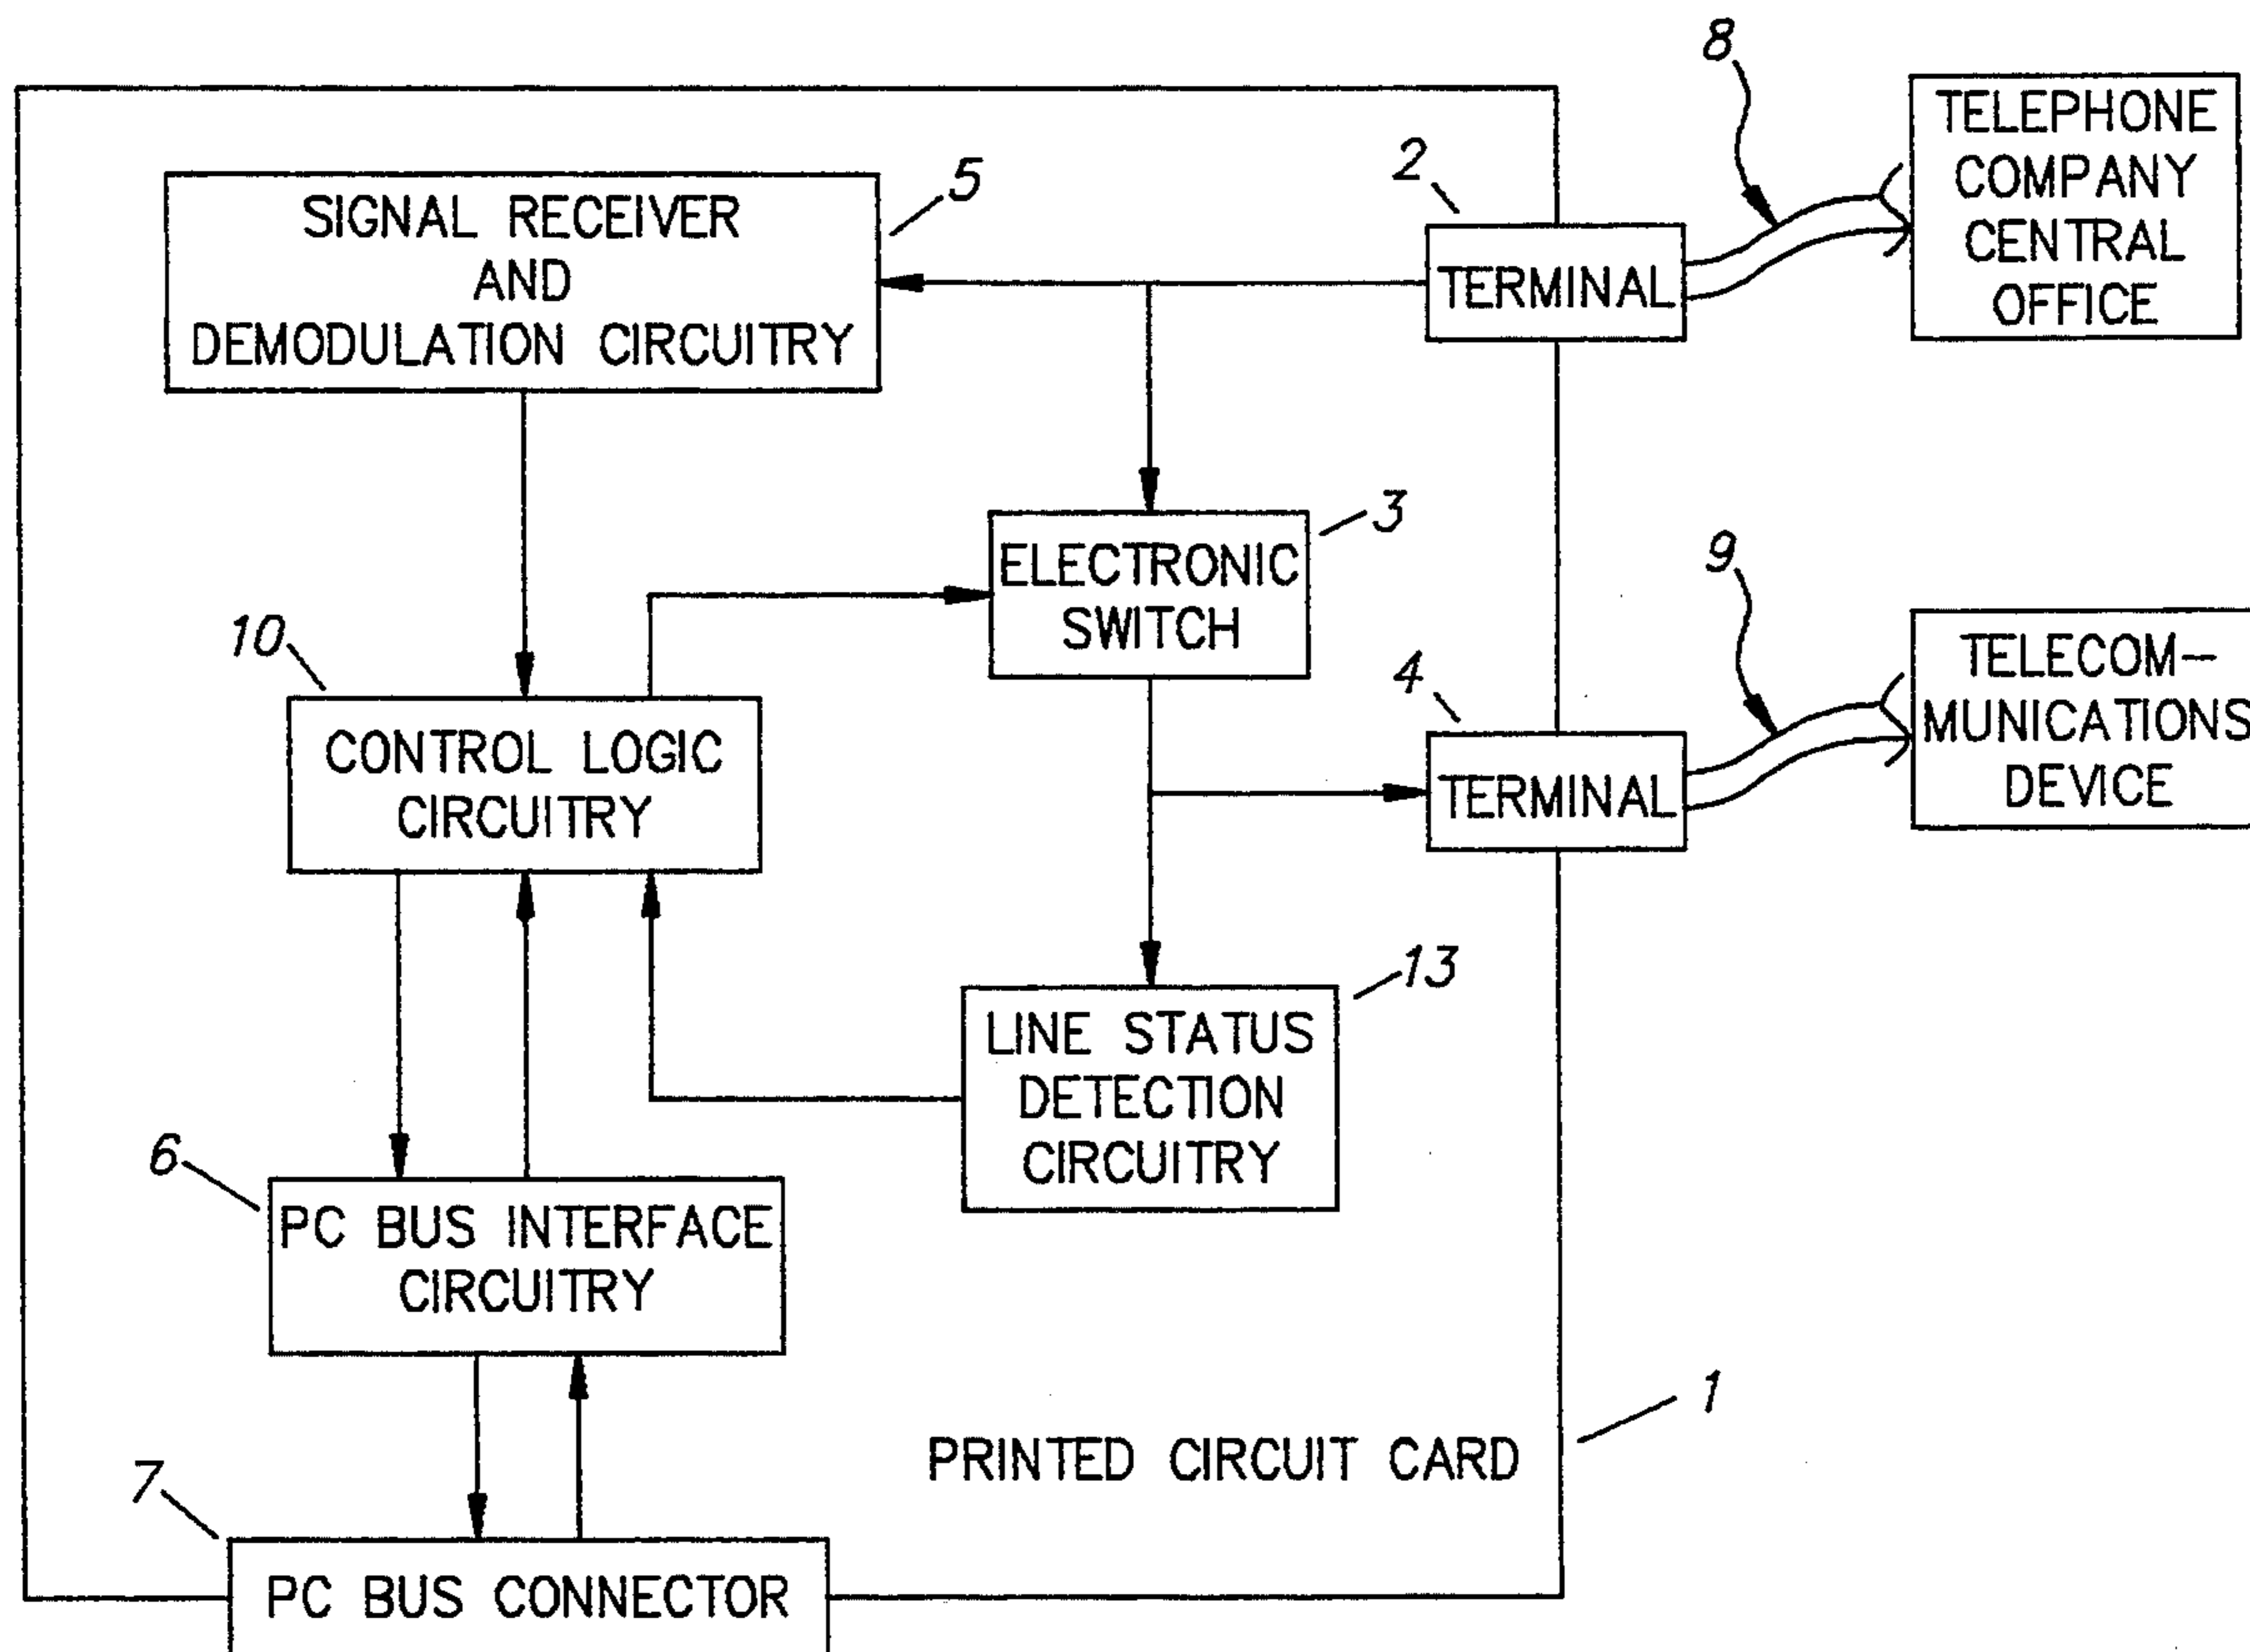 8
TELEPHONE
COMPANY
CENTRAL
OFFICE
2
TERMINAL
5
SIGNAL RECEIVER
AND
DEMODULATION CIRCUITRY
3
ELECTRONIC
SWITCH
9
TELECOM-
MUNICATIONS
DEVICE
4
TERMINAL
10
CONTROL LOGIC
CIRCUITRY
13
LINE STATUS
DETECTION
CIRCUITRY
6
PC BUS INTERFACE
CIRCUITRY
1
PRINTED CIRCUIT CARD
7
PC BUS CONNECTOR